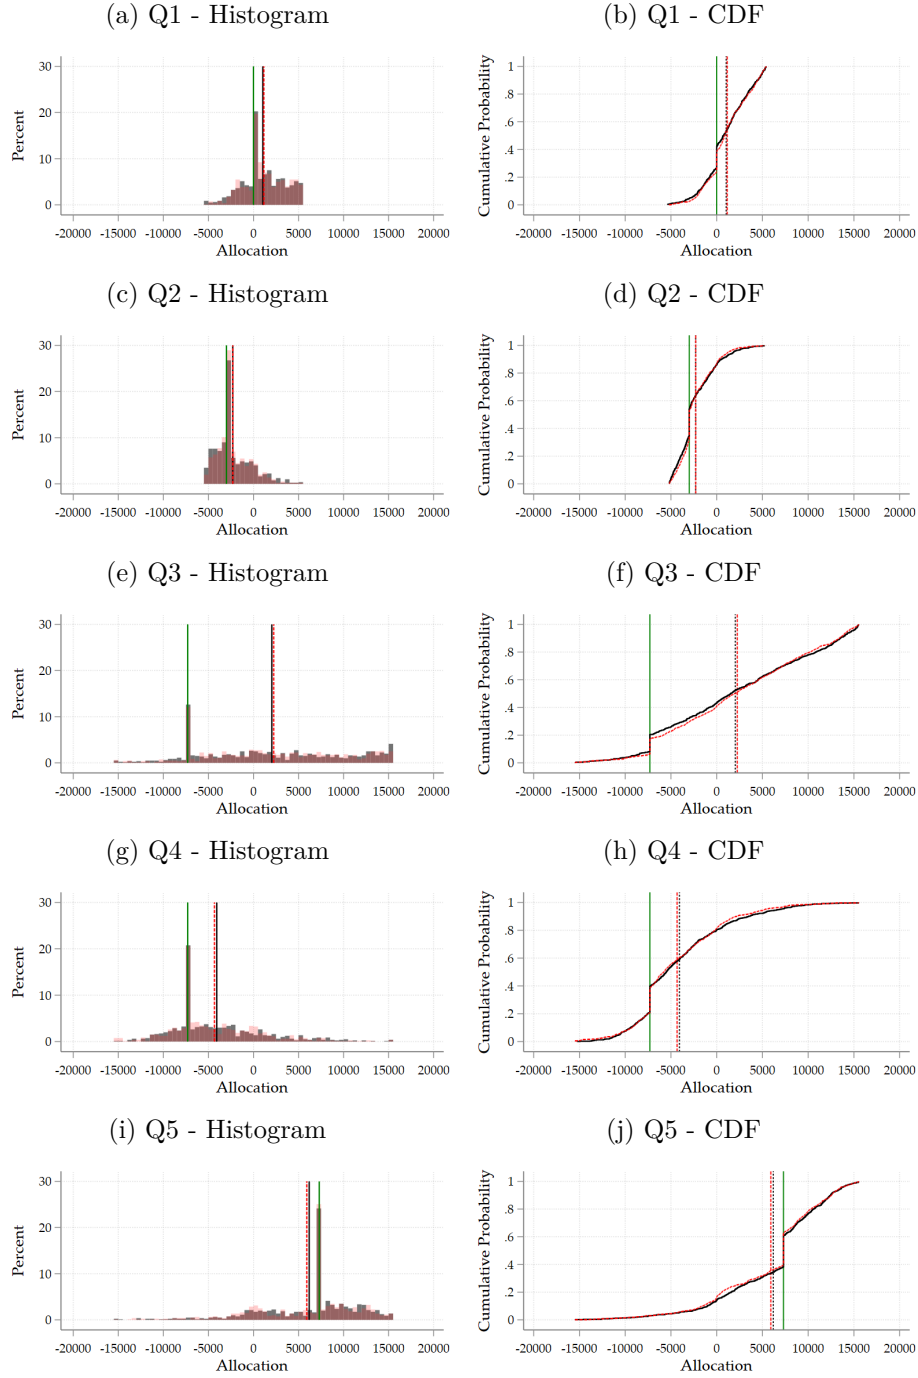 (a) Q1 - Histogram
(b) Q1 - CDF
Percent
30
20
10
0
-20000 -15000 -10000 -5000 0 5000 10000 15000 20000
Allocation
Cumulative Probability
1
.8
.6
.4
.2
0
-20000 -15000 -10000 -5000 0 5000 10000 15000 20000
Allocation
(c) Q2 - Histogram
(d) Q2 - CDF
Percent
30
20
10
0
-20000 -15000 -10000 -5000 0 5000 10000 15000 20000
Allocation
Cumulative Probability
1
.8
.6
.4
.2
0
-20000 -15000 -10000 -5000 0 5000 10000 15000 20000
Allocation
(e) Q3 - Histogram
(f) Q3 - CDF
Percent
30
20
10
0
-20000 -15000 -10000 -5000 0 5000 10000 15000 20000
Allocation
Cumulative Probability
1
.8
.6
.4
.2
0
-20000 -15000 -10000 -5000 0 5000 10000 15000 20000
Allocation
(g) Q4 - Histogram
(h) Q4 - CDF
Percent
30
20
10
0
-20000 -15000 -10000 -5000 0 5000 10000 15000 20000
Allocation
Cumulative Probability
1
.8
.6
.4
.2
0
-20000 -15000 -10000 -5000 0 5000 10000 15000 20000
Allocation
(i) Q5 - Histogram
(j) Q5 - CDF
Percent
30
20
10
0
-20000 -15000 -10000 -5000 0 5000 10000 15000 20000
Allocation
Cumulative Probability
1
.8
.6
.4
.2
0
-20000 -15000 -10000 -5000 0 5000 10000 15000 20000
Allocation